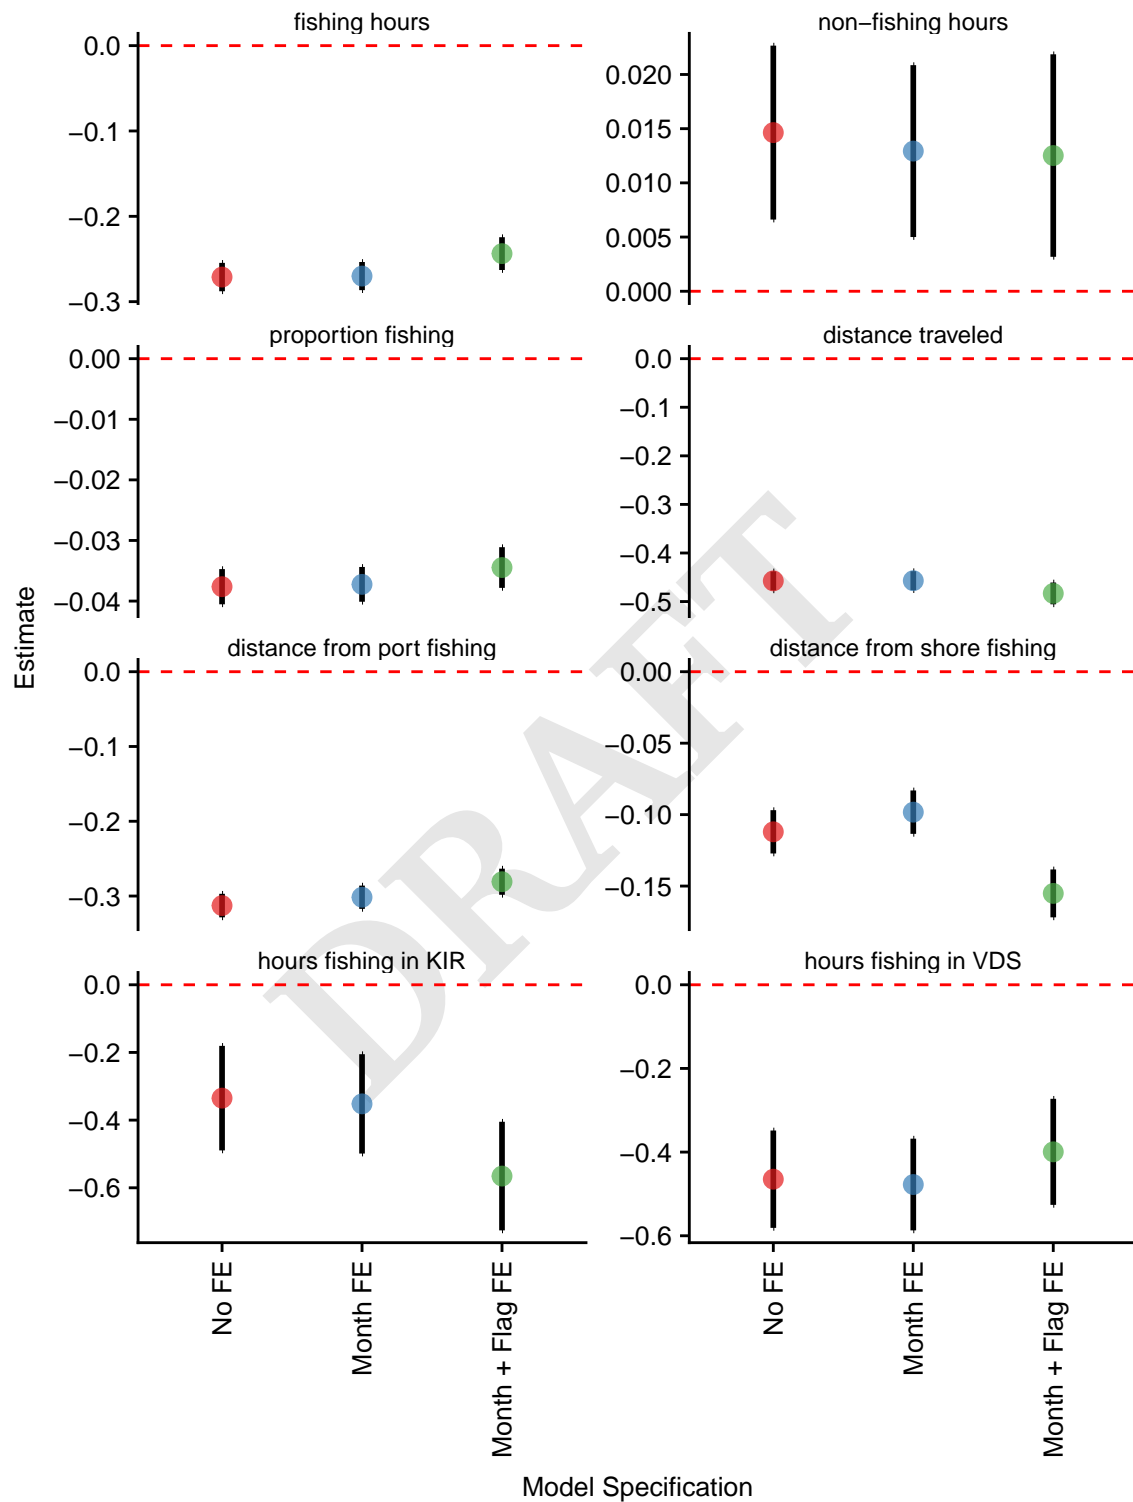 fishing hours
non−fishing hours
0.0
−0.1
−0.2
−0.3
0.020
0.015
0.010
0.005
0.000
proportion fishing
distance traveled
0.00
−0.01
−0.02
−0.03
−0.04
0.0
−0.1
−0.2
−0.3
−0.4
−0.5
distance from port fishing
distance from shore fishing
0.0
−0.1
−0.2
−0.3
0.00
−0.05
−0.10
−0.15
hours fishing in KIR
hours fishing in VDS
0.0
−0.2
−0.4
−0.6
0.0
−0.2
−0.4
−0.6
No FE
Month FE
Month + Flag FE
No FE
Month FE
Month + Flag FE
Estimate
Model Specification
DRAFT